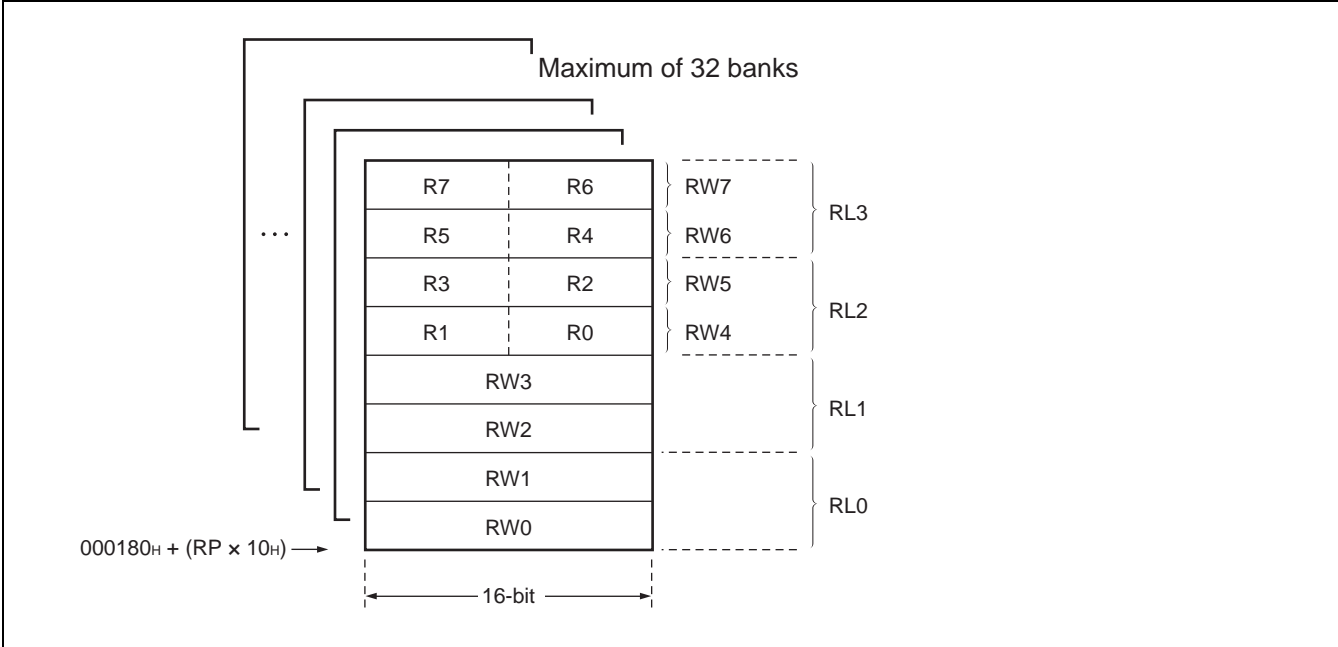 Maximum of 32 banks
R7 R6 RW7
RL3
... R5 R4 RW6
R3 R2 RW5
RL2
R1 R0 RW4
RW3
RL1
RW2
RW1
RL0
RW0
000180H + (RP × 10H)
16-bit